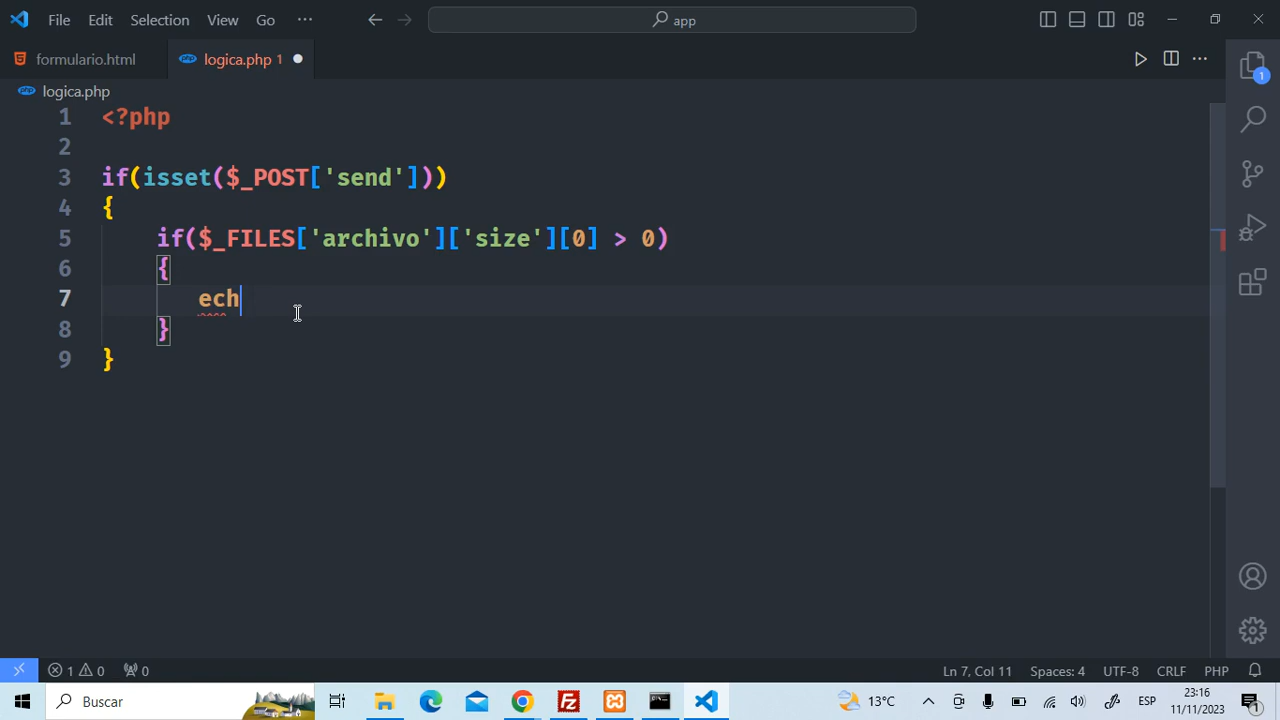 File Edit Selection View Go ··· app
formulario.html logica.php 1
logica.php
1 <?php
2
3 if(isset($_POST['send']))
4 {
5 if($_FILES['archivo']['size'][0] > 0)
6 {
7 ech
8 }
9 }
1
1 0 0 Ln 7, Col 11 Spaces: 4 UTF-8 CRLF PHP
Buscar 13°C ESP 23:16
11/11/2023 1